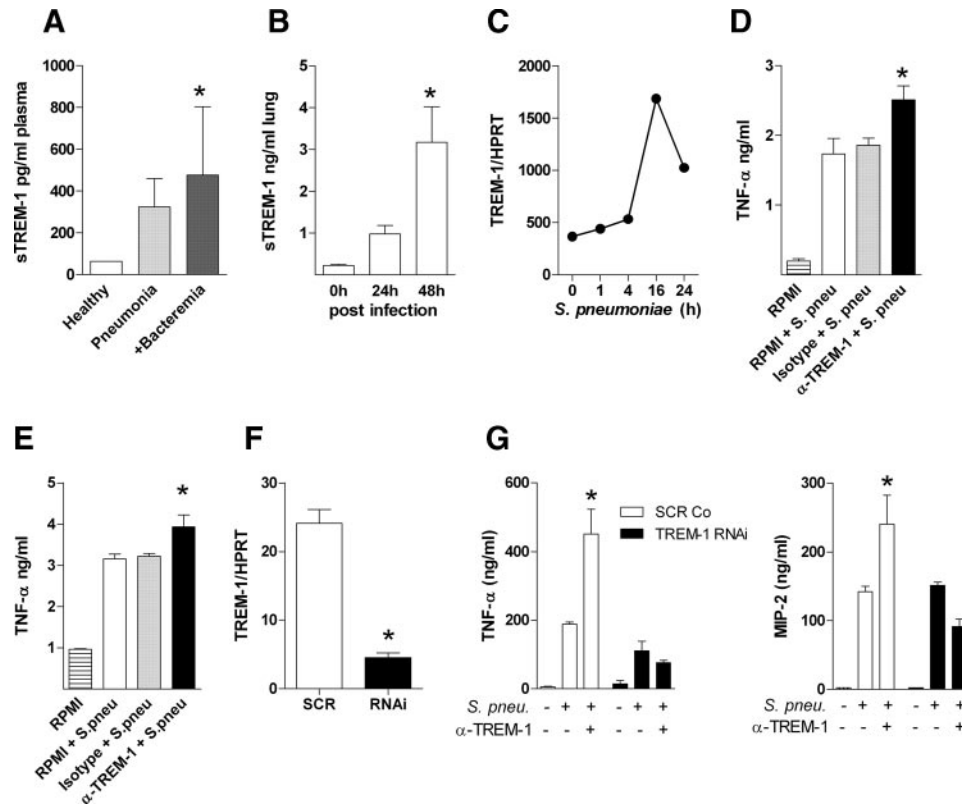 A
sTREM-1 pg/ml plasma
1000
800
600
400
200
0
Healthy
Pneumonia
+Bacteremia
*
B
sTREM-1 ng/ml lung
5
4
3
2
1
0h 24h 48h
post infection
*
C
TREM-1/HPRT
2000
1500
1000
500
0
0 1 4 16 24
S. pneumoniae (h)
D
TNF-α ng/ml
3
2
1
RPMI
RPMI + S. pneu
Isotype + S. pneu
α-TREM-1 + S. pneu
*
E
TNF-α ng/ml
5
4
3
2
1
RPMI
RPMI + S.pneu
Isotype + S.pneu
α-TREM-1 + S.pneu
*
F
TREM-1/HPRT
30
20
10
0
SCR RNAi
*
G
TNF-α (ng/ml)
600
400
200
0
*
SCR Co
TREM-1 RNAi
S. pneu. - + + - + +
α-TREM-1 + - +
MIP-2 (ng/ml)
300
200
100
0
*
- + + - + +
+ - +